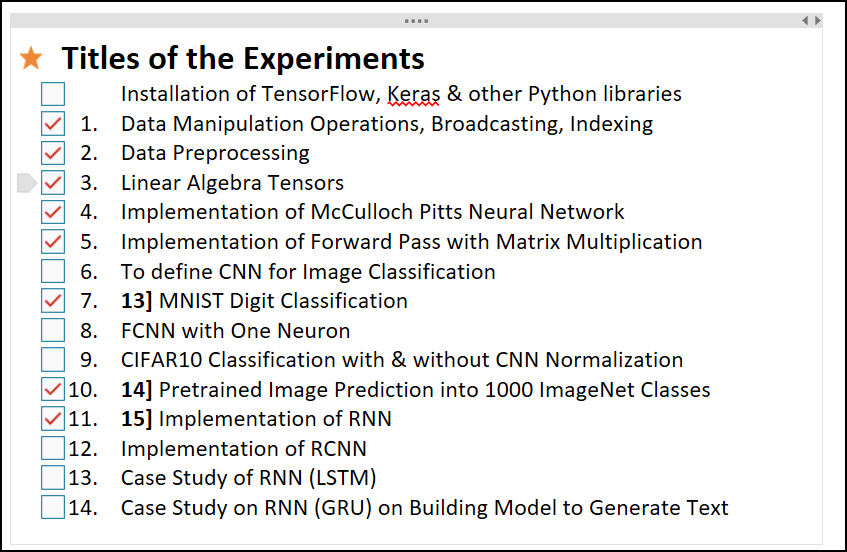 Titles of the Experiments
Installation of TensorFlow, Keras & other Python libraries
1. Data Manipulation Operations, Broadcasting, Indexing
2. Data Preprocessing
3. Linear Algebra Tensors
4. Implementation of McCulloch Pitts Neural Network
5. Implementation of Forward Pass with Matrix Multiplication
6. To define CNN for Image Classification
7. 13] MNIST Digit Classification
8. FCNN with One Neuron
9. CIFAR10 Classification with & without CNN Normalization
10. 14] Pretrained Image Prediction into 1000 ImageNet Classes
11. 15] Implementation of RNN
12. Implementation of RCNN
13. Case Study of RNN (LSTM)
14. Case Study on RNN (GRU) on Building Model to Generate Text